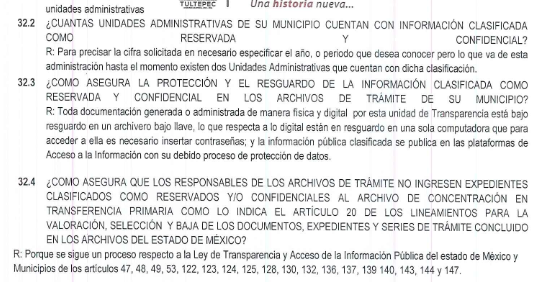 unidades administrativas
TULTEPEC
Una historia nueva...
32.2 ¿CUANTAS UNIDADES ADMINISTRATIVAS DE SU MUNICIPIO CUENTAN CON INFORMACIÓN CLASIFICADA
COMO RESERVADA Y CONFIDENCIAL?
R: Para precisar la cifra solicitada en necesario especificar el año, o periodo que desea conocer pero lo que va de esta
administración hasta el momento existen dos Unidades Administrativas que cuentan con dicha clasificación.
32.3 ¿COMO ASEGURA LA PROTECCIÓN Y EL RESGUARDO DE LA INFORMACIÓN CLASIFICADA COMO
RESERVADA Y CONFIDENCIAL EN LOS ARCHIVOS DE TRÁMITE DE SU MUNICIPIO?
R: Toda documentación generada o administrada de manera física y digital por esta unidad de Transparencia está bajo
resguardo en un archivero bajo llave, lo que respecta a lo digital están en resguardo en una sola computadora que para
acceder a ella es necesario insertar contraseñas; y la información pública clasificada se publica en las plataformas de
Acceso a la Información con su debido proceso de protección de datos.
32.4 ¿COMO ASEGURA QUE LOS RESPONSABLES DE LOS ARCHIVOS DE TRÁMITE NO INGRESEN EXPEDIENTES
CLASIFICADOS COMO RESERVADOS Y/O CONFIDENCIALES AL ARCHIVO DE CONCENTRACIÓN EN
TRANSFERENCIA PRIMARIA COMO LO INDICA EL ARTÍCULO 20 DE LOS LINEAMIENTOS PARA LA
VALORACIÓN, SELECCIÓN Y BAJA DE LOS DOCUMENTOS, EXPEDIENTES Y SERIES DE TRÁMITE CONCLUIDO
EN LOS ARCHIVOS DEL ESTADO DE MÉXICO?
R: Porque se sigue un proceso respecto a la Ley de Transparencia y Acceso de la Información Pública del estado de México y
Municipios de los artículos 47, 48, 49, 53, 122, 123, 124, 125, 128, 130, 132, 136, 137, 139 140, 143, 144 y 147.